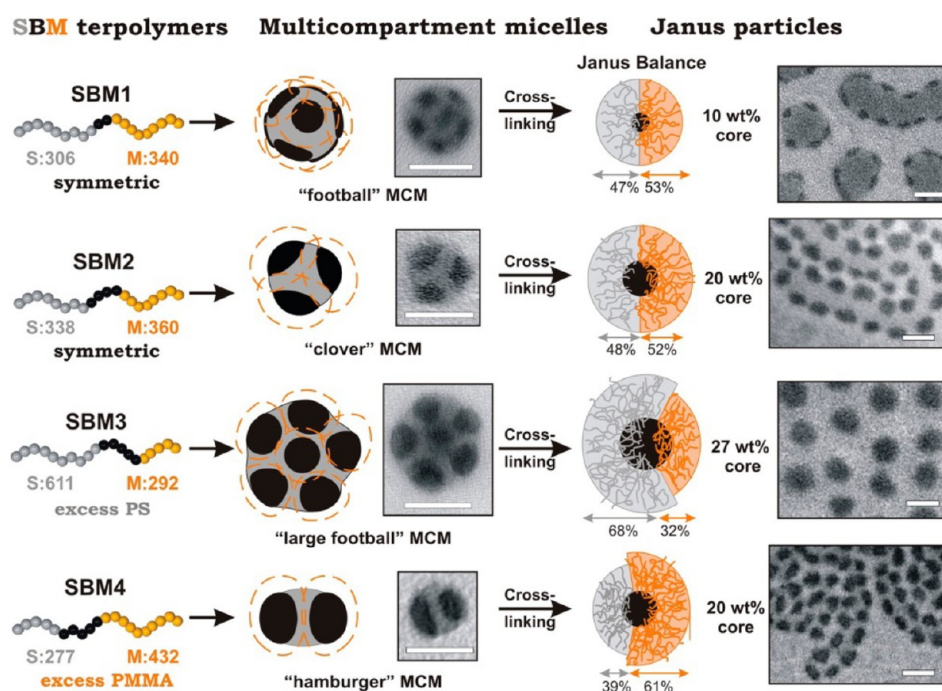 SBM terpolymers
Multicompartment micelles
Janus particles
Janus Balance
SBM1
S:306
M:340
symmetric
“football” MCM
Cross-
linking
47%
53%
10 wt%
core
SBM2
S:338
M:360
symmetric
“clover” MCM
Cross-
linking
48%
52%
20 wt%
core
SBM3
S:611
M:292
excess PS
“large football” MCM
Cross-
linking
68%
32%
27 wt%
core
SBM4
S:277
M:432
excess PMMA
“hamburger” MCM
Cross-
linking
39%
61%
20 wt%
core